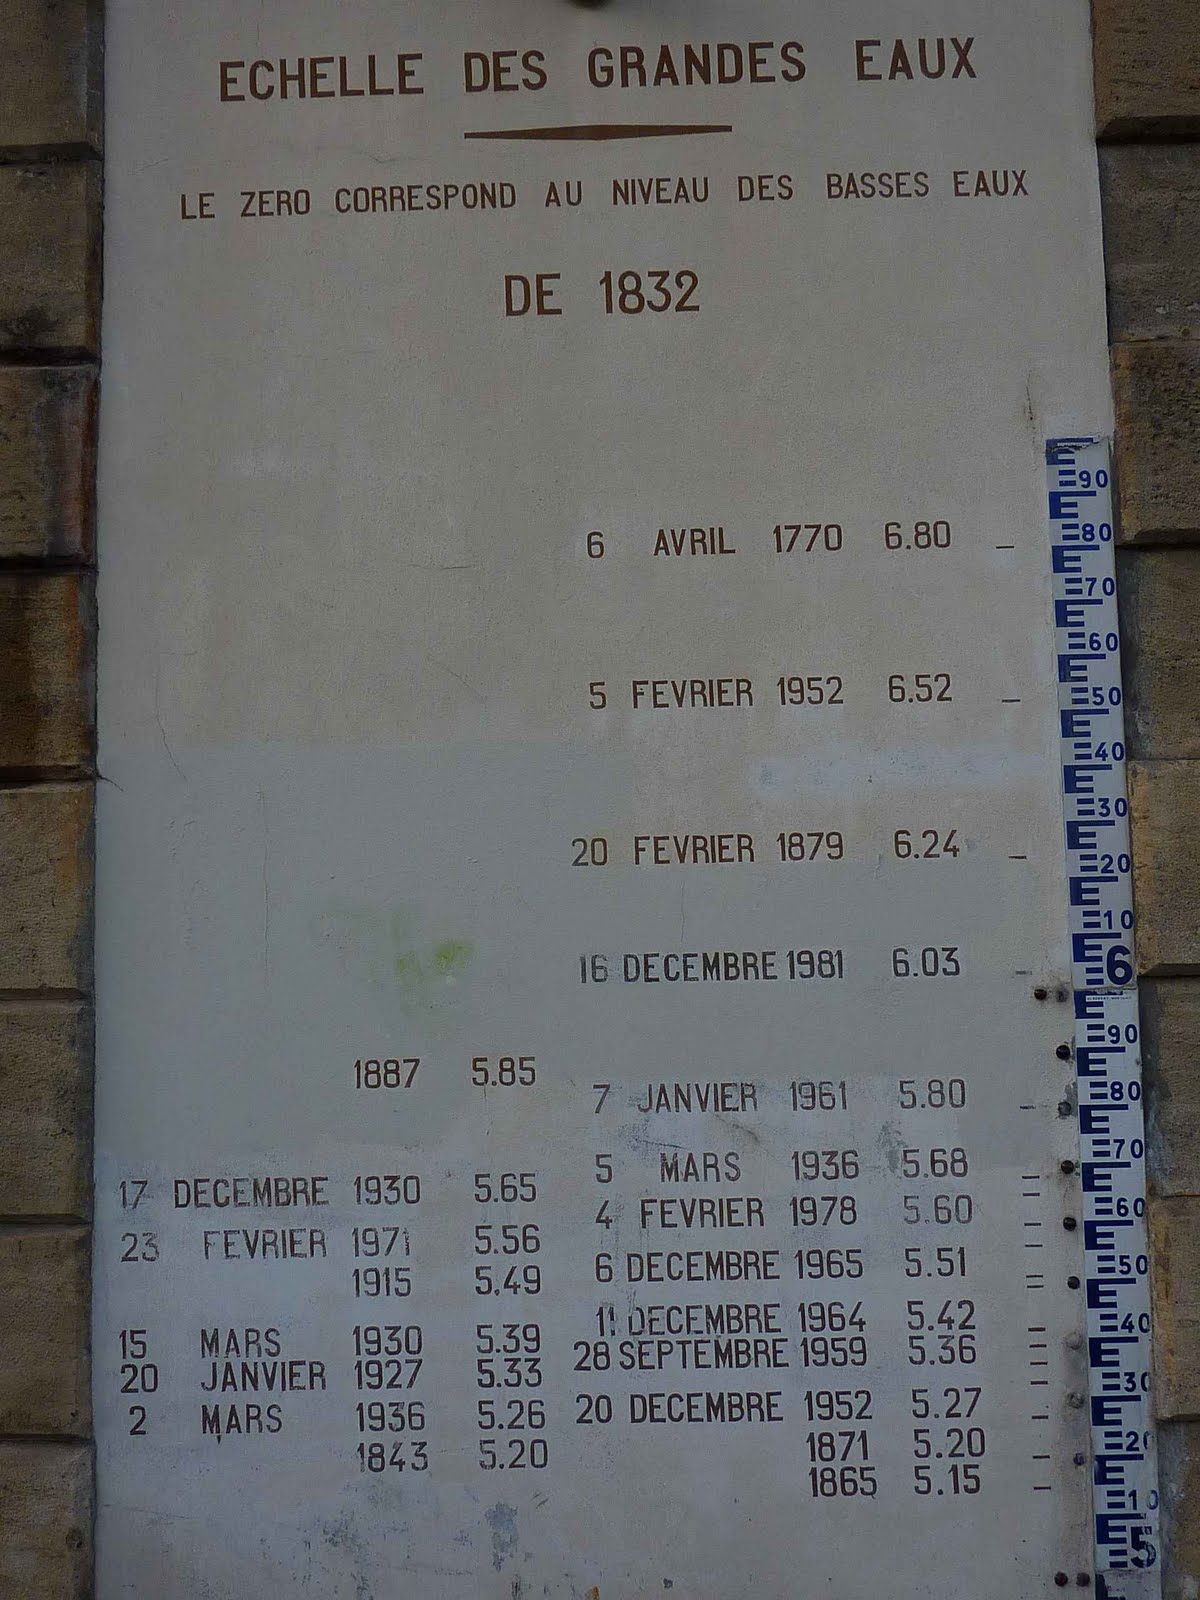 ECHELLE DES GRANDES EAUX
LE ZERO CORRESPOND AU NIVEAU DES BASSES EAUX
DE 1832
6 AVRIL 1770 6.80
5 FEVRIER 1952 6.52
20 FEVRIER 1879 6.24
16 DECEMBRE 1981 6.03
1887 5.85
7 JANVIER 1961 5.80
5 MARS 1936 5.68
17 DECEMBRE 1930 5.65
4 FEVRIER 1978 5.60
23 FEVRIER 1971 5.56
6 DECEMBRE 1965 5.51
1915 5.49
11 DECEMBRE 1964 5.42
15 MARS 1930 5.39
28 SEPTEMBRE 1959 5.36
20 JANVIER 1927 5.33
20 DECEMBRE 1952 5.27
2 MARS 1936 5.26
1871 5.20
1843 5.20
1865 5.15
90
80
70
60
50
40
30
20
10
6
90
80
70
60
50
40
30
20
10
5